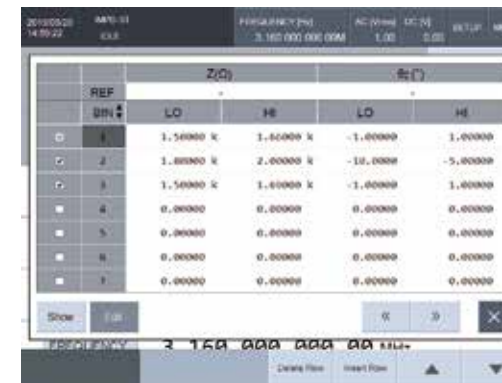 FREQUENCY [Hz] AC [Vrms] DC [V] SETUP
14:59:22 IDLE 3.160 000 000 00M 1.00 0.00
Z(Ω) θz(°)
REF - -
BIN LO HI LO HI
1 1.50000 k 1.60000 k -1.00000 1.00000
2 1.80000 k 2.00000 k -10.0000 -5.00000
3 1.50000 k 1.60000 k -1.00000 1.00000
4 0.00000 0.00000 0.00000 0.00000
5 0.00000 0.00000 0.00000 0.00000
6 0.00000 0.00000 0.00000 0.00000
7 0.00000 0.00000 0.00000 0.00000
Show Edit « » ×
FREQUENCY 3.160 000 000 00 MHz
Delete Row Insert Row